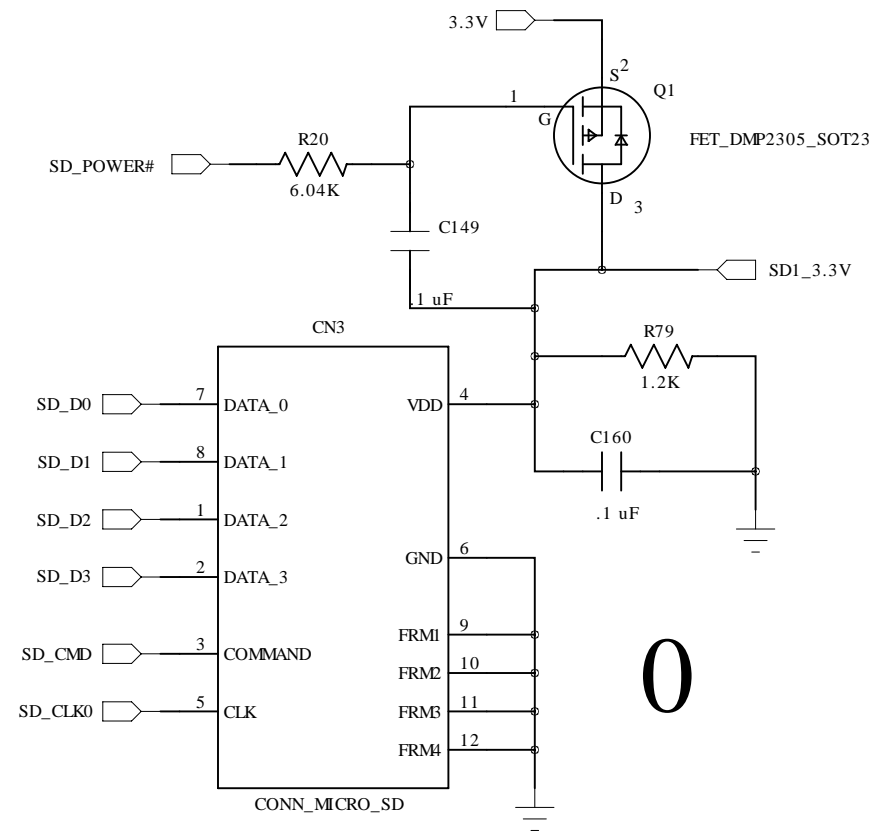 3.3V
S 2
Q1
1
G
R20
FET_DMP2305_SOT23
SD_POWER#
6.04K
D 3
C149
SD1_3.3V
.1 uF
CN3
R79
1.2K
SD_D0 7 DATA_0 VDD 4
C160
SD_D1 8 DATA_1
.1 uF
SD_D2 1 DATA_2
GND 6
SD_D3 2 DATA_3
FRM1 9
SD_CMD 3 COMMAND
FRM2 10
0
SD_CLK0 5 CLK FRM3 11
FRM4 12
CONN_MICRO_SD